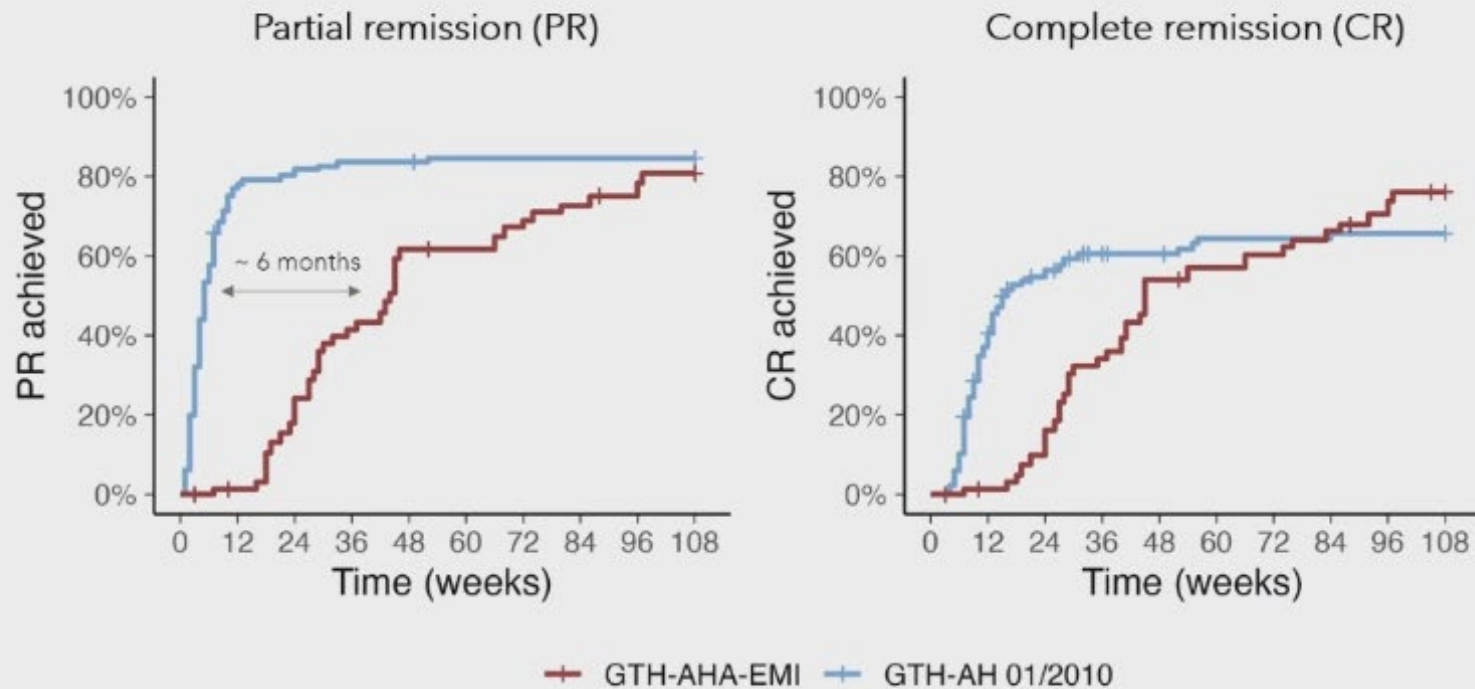 Partial remission (PR)
PR achieved
100%
80%
60%
40%
20%
0%
~ 6 months
0 12 24 36 48 60 72 84 96 108
Time (weeks)
Complete remission (CR)
CR achieved
100%
80%
60%
40%
20%
0%
0 12 24 36 48 60 72 84 96 108
Time (weeks)
GTH-AHA-EMI GTH-AH 01/2010